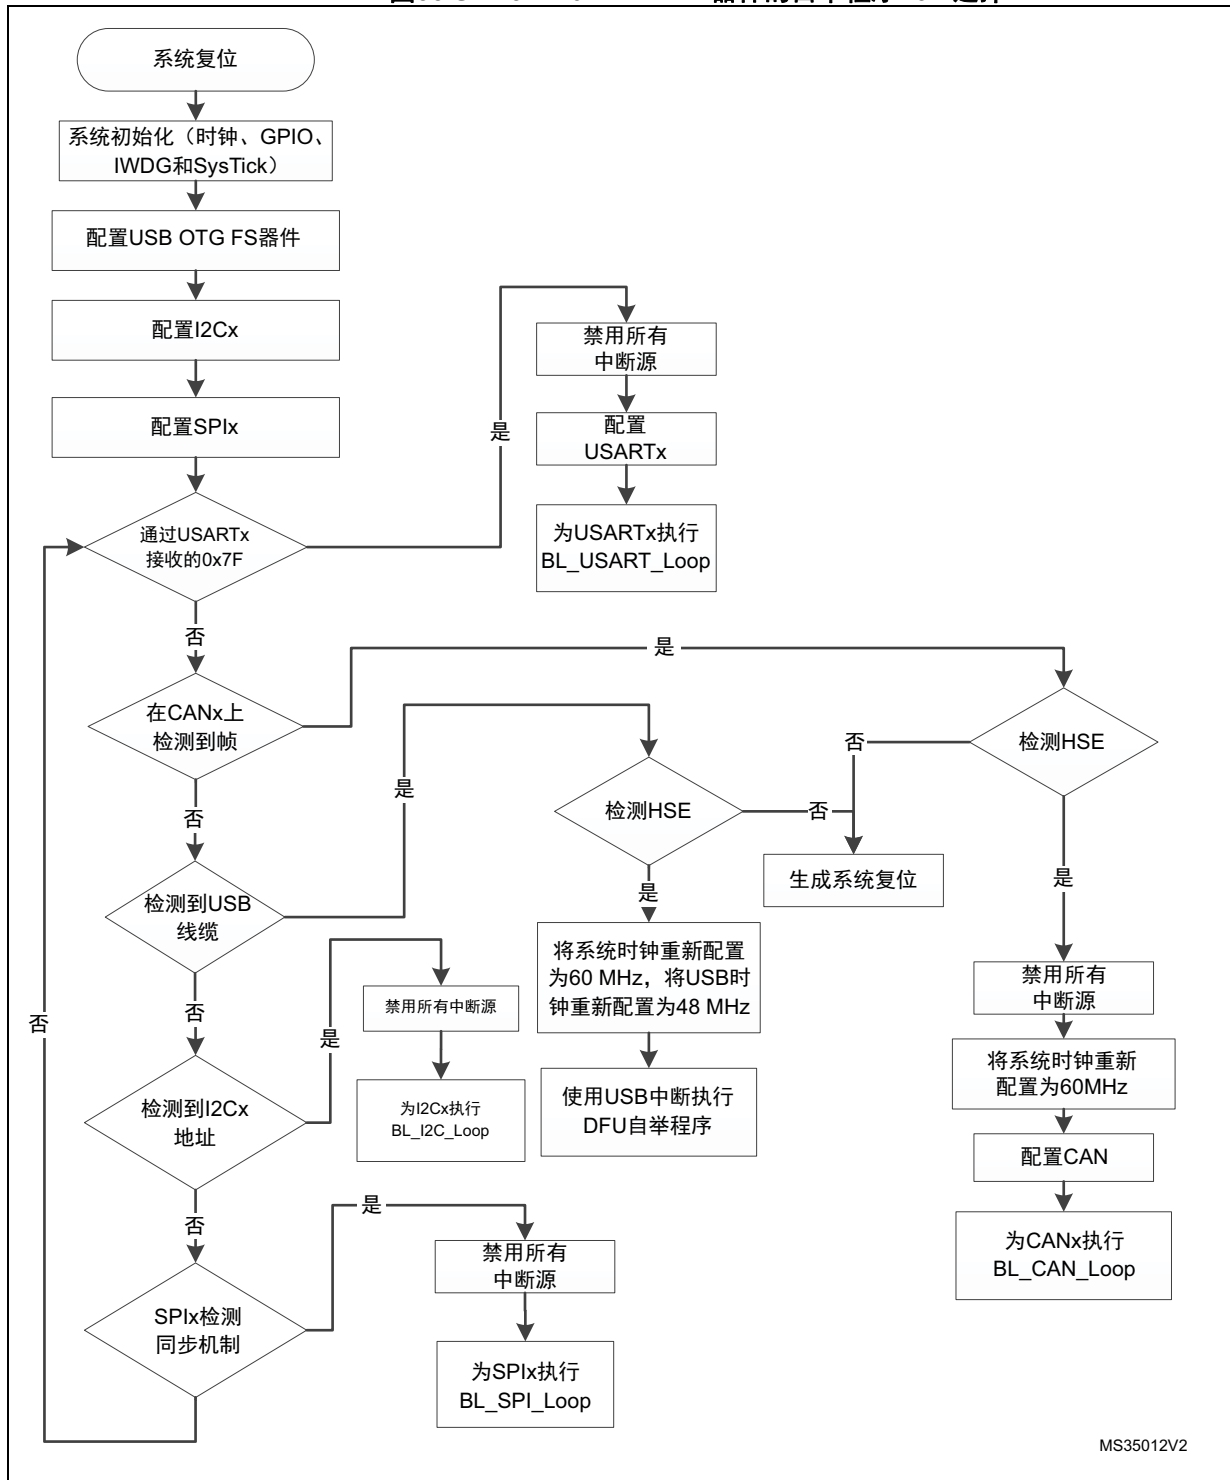 系统复位
系统初始化（时钟、GPIO、
IWDG和SysTick）
配置USB OTG FS器件
配置I2Cx
配置SPIx
通过USARTx
接收的0x7F
是
禁用所有
中断源
配置
USARTx
为USARTx执行
BL_USART_Loop
否
在CANx上
检测到帧
是
检测HSE
否
是
禁用所有
中断源
将系统时钟重新
配置为60MHz
配置CAN
为CANx执行
BL_CAN_Loop
否
检测到USB
线缆
是
检测HSE
否
生成系统复位
是
将系统时钟重新配置
为60 MHz，将USB时
钟重新配置为48 MHz
使用USB中断执行
DFU自举程序
否
检测到I2Cx
地址
是
禁用所有中断源
为I2Cx执行
BL_I2C_Loop
否
SPIx检测
同步机制
是
禁用所有
中断源
为SPIx执行
BL_SPI_Loop
否
MS35012V2